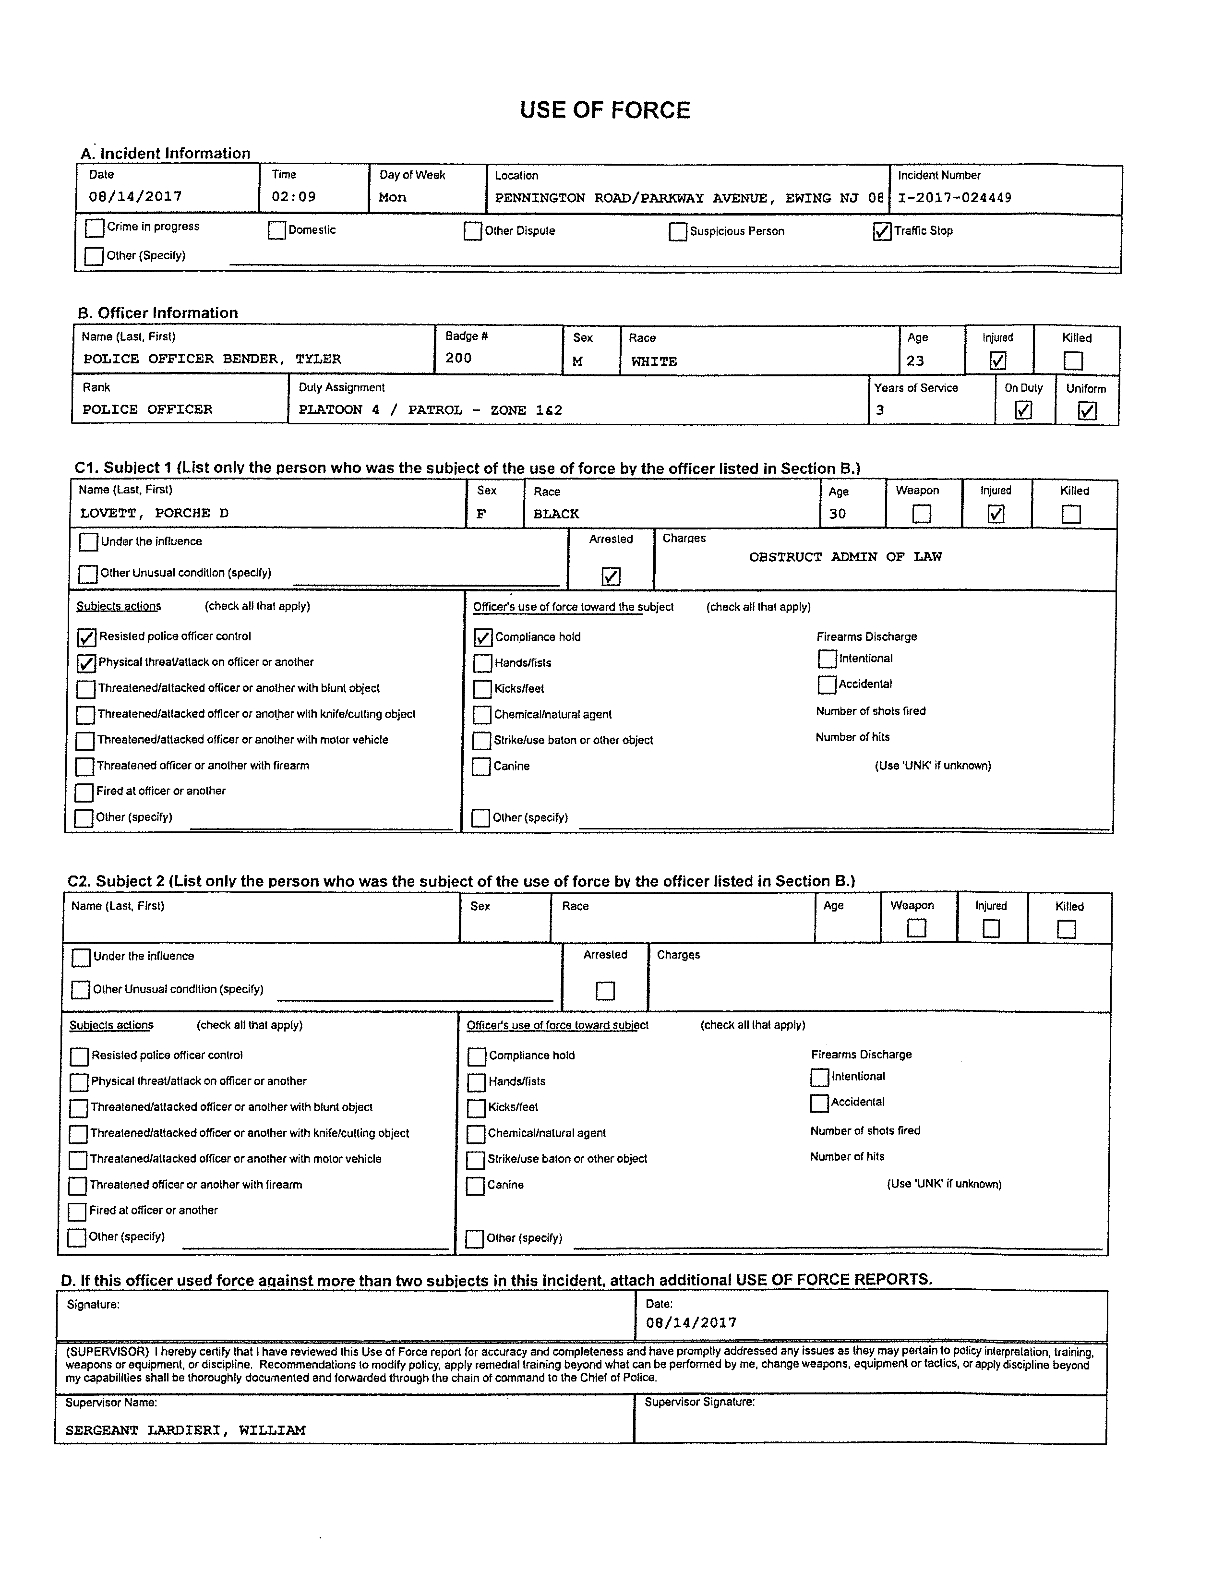 USE OF FORCE
A. Incident Information
Date Time Day of Week Location Incident Number
08/14/2017 02:09 Mon PENNINGTON ROAD/PARKWAY AVENUE, EWING NJ 08 I-2017-024449
Crime in progress Domestic Other Dispute Suspicious Person Traffic Stop
Other (Specify)
B. Officer Information
Name (Last, First) Badge # Sex Race Age Injured Killed
POLICE OFFICER BENDER, TYLER 200 M WHITE 23
Rank Duty Assignment Years of Service On Duty Uniform
POLICE OFFICER PLATOON 4 / PATROL - ZONE 1&2 3
C1. Subject 1 (List only the person who was the subject of the use of force by the officer listed in Section B.)
Name (Last, First) Sex Race Age Weapon Injured Killed
LOVETT, PORCHE D F BLACK 30
Under the influence Arrested Charges
OBSTRUCT ADMIN OF LAW
Other Unusual condition (specify)
Subjects actions (check all that apply) Officer's use of force toward the subject (check all that apply)
Resisted police officer control Compliance hold Firearms Discharge
Physical threat/attack on officer or another Hands/fists Intentional
Threatened/attacked officer or another with blunt object Kicks/feet Accidental
Threatened/attacked officer or another with knife/cutting object Chemical/natural agent Number of shots fired
Threatened/attacked officer or another with motor vehicle Strike/use baton or other object Number of hits
Threatened officer or another with firearm Canine (Use 'UNK' if unknown)
Fired at officer or another
Other (specify) Other (specify)
C2. Subject 2 (List only the person who was the subject of the use of force by the officer listed in Section B.)
Name (Last, First) Sex Race Age Weapon Injured Killed
Under the influence Arrested Charges
Other Unusual condition (specify)
Subjects actions (check all that apply) Officer's use of force toward subject (check all that apply)
Resisted police officer control Compliance hold Firearms Discharge
Physical threat/attack on officer or another Hands/fists Intentional
Threatened/attacked officer or another with blunt object Kicks/feet Accidental
Threatened/attacked officer or another with knife/cutting object Chemical/natural agent Number of shots fired
Threatened/attacked officer or another with motor vehicle Strike/use baton or other object Number of hits
Threatened officer or another with firearm Canine (Use 'UNK' if unknown)
Fired at officer or another
Other (specify) Other (specify)
D. If this officer used force against more than two subjects in this incident, attach additional USE OF FORCE REPORTS.
Signature: Date:
08/14/2017
(SUPERVISOR) I hereby certify that I have reviewed this Use of Force report for accuracy and completeness and have promptly addressed any issues as they may pertain to policy interpretation, training,
weapons or equipment, or discipline. Recommendations to modify policy, apply remedial training beyond what can be performed by me, change weapons, equipment or tactics, or apply discipline beyond
my capabilities shall be thoroughly documented and forwarded through the chain of command to the Chief of Police.
Supervisor Name: Supervisor Signature:
SERGEANT LARDIERI, WILLIAM